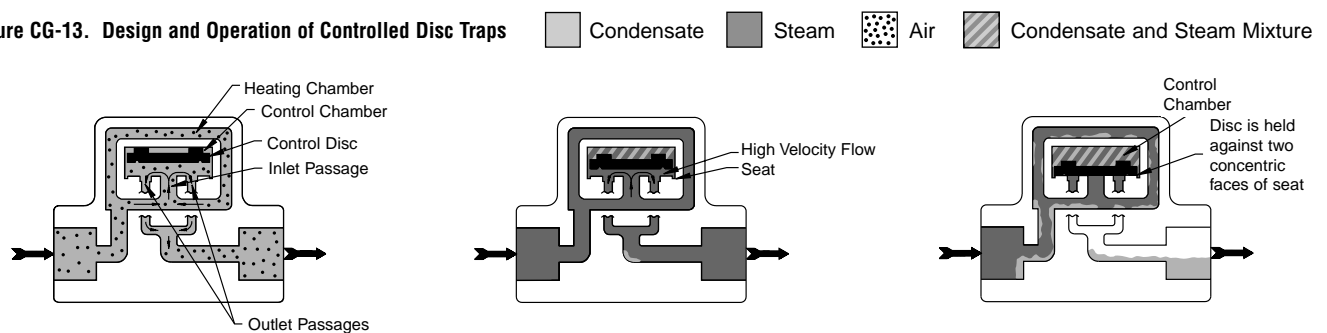 ure CG-13. Design and Operation of Controlled Disc Traps
Condensate
Steam
Air
Condensate and Steam Mixture
Heating Chamber
Control Chamber
Control Disc
Inlet Passage
Outlet Passages
High Velocity Flow
Seat
Control
Chamber
Disc is held
against two
concentric
faces of seat